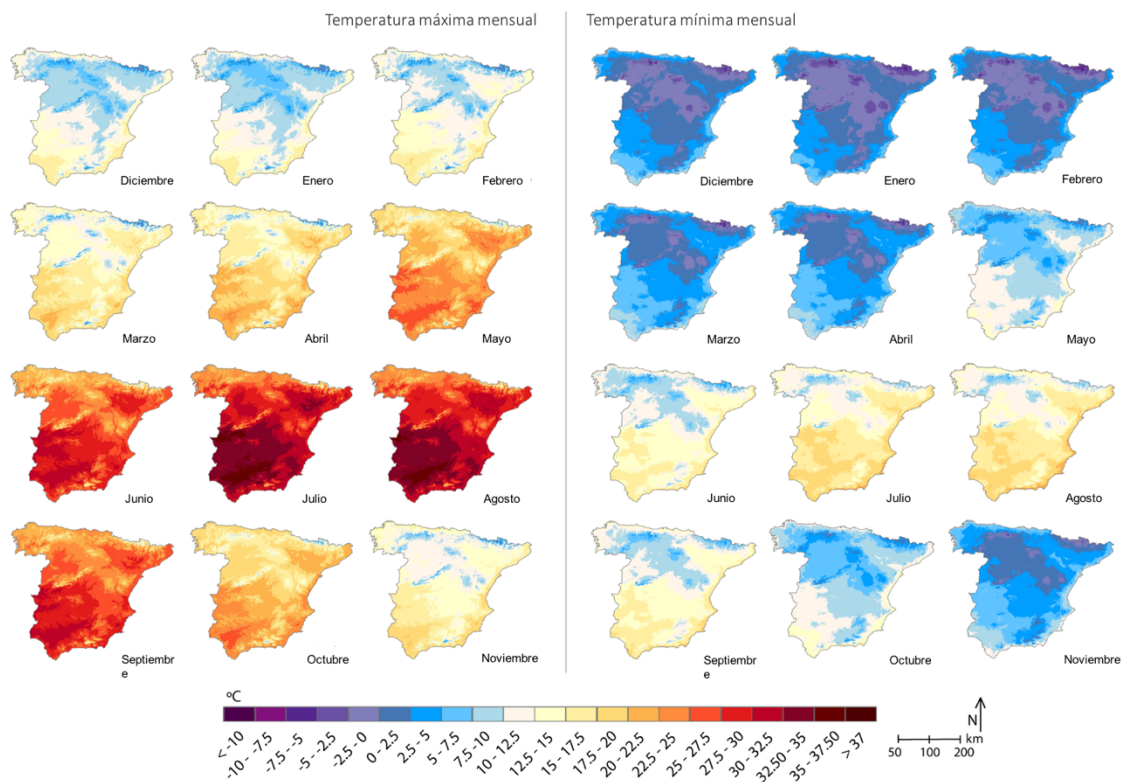 Temperatura máxima mensual
Temperatura mínima mensual
Diciembre
Enero
Febrero
Diciembre
Enero
Febrero
Marzo
Abril
Mayo
Marzo
Abril
Mayo
Junio
Julio
Agosto
Junio
Julio
Agosto
Septiembr
e
Octubre
Noviembre
Septiembr
e
Octubre
Noviembre
ºC
< -10
-10 - -7.5
-7.5 - -5
-5 - -2.5
-2.5 - 0
0 - 2.5
2.5 - 5
5 - 7.5
7.5 - 10
10 - 12.5
12.5 - 15
15 - 17.5
17.5 - 20
20 - 22.5
22.5 - 25
25 - 27.5
27.5 - 30
30 - 32.5
32.50 - 35
35 - 37.50
> 37
N
km
50 100 200